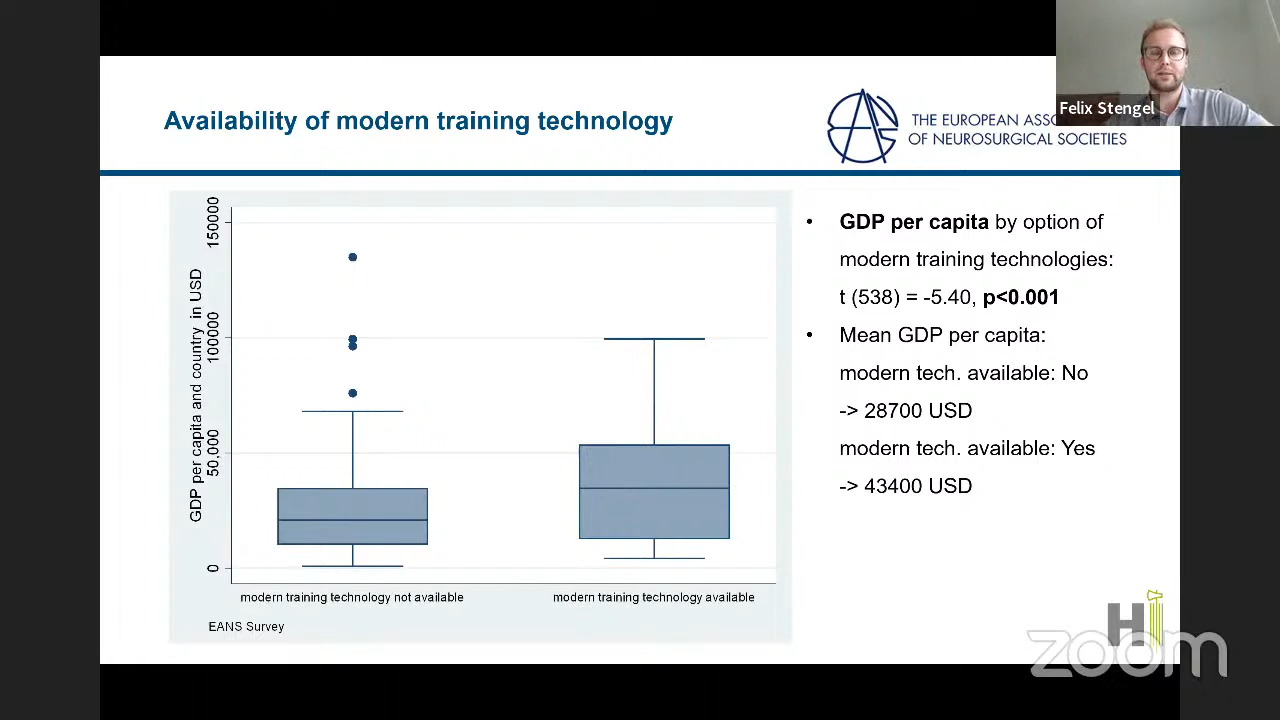 Felix Stengel
Availability of modern training technology
THE EUROPEAN ASSOC
OF NEUROSURGICAL SOCIETIES
GDP per capita and country in USD
150000
100000
50,000
0
modern training technology not available
modern training technology available
EANS Survey
• GDP per capita by option of
modern training technologies:
t (538) = -5.40, p<0.001
• Mean GDP per capita:
modern tech. available: No
-> 28700 USD
modern tech. available: Yes
-> 43400 USD
H
zoom